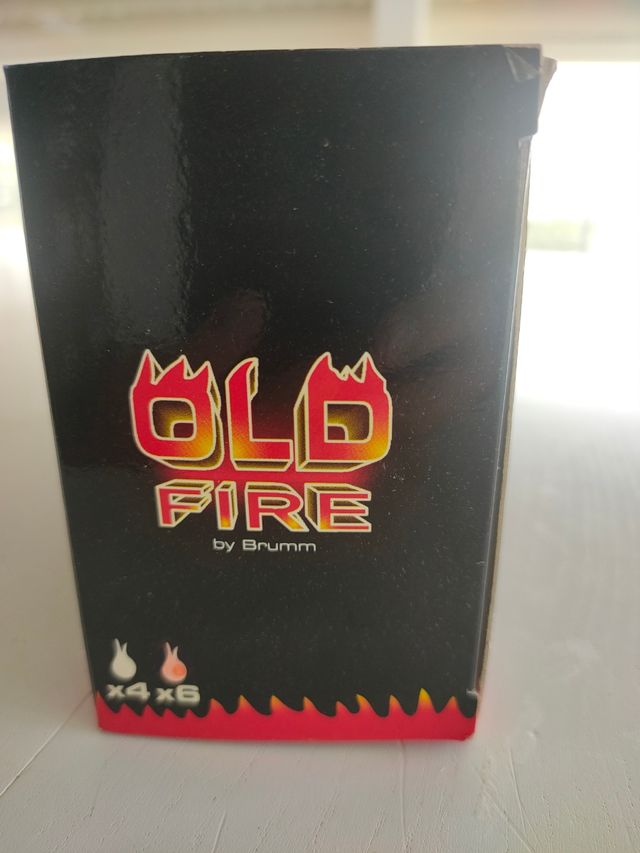 OLD
FIRE
by Brumm
x4 x6